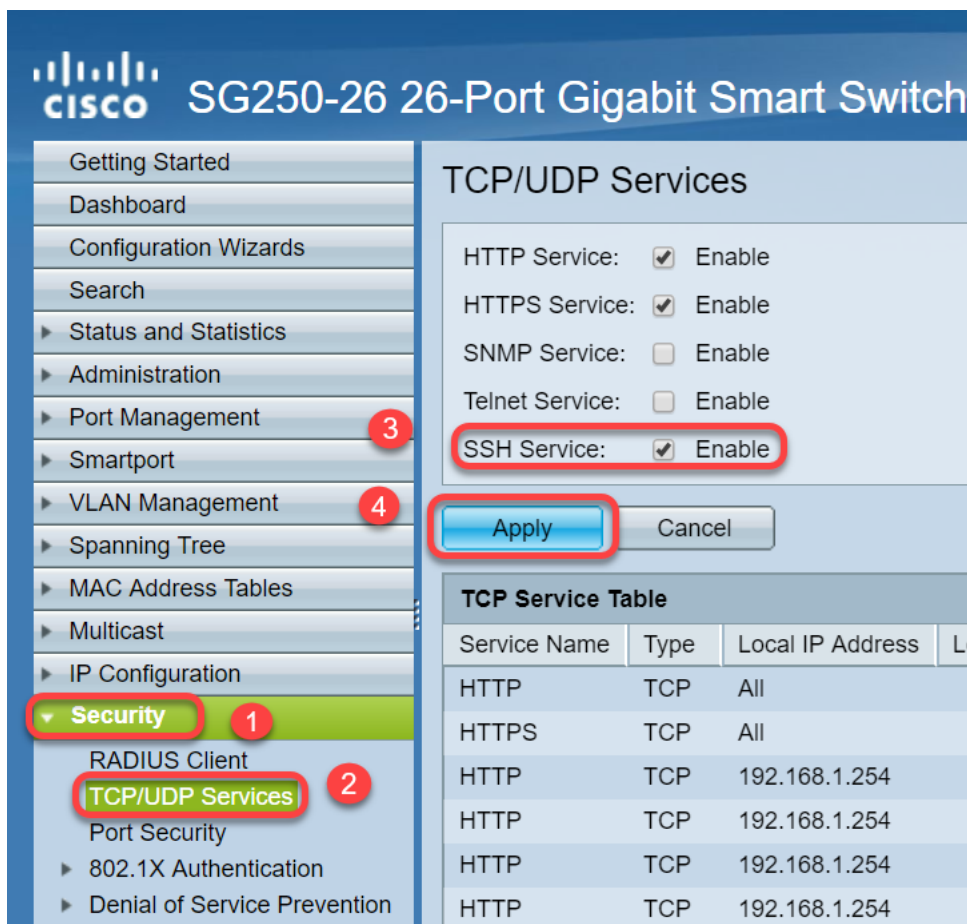 CISCO SG250-26 26-Port Gigabit Smart Switch
Getting Started
Dashboard
Configuration Wizards
Search
Status and Statistics
Administration
Port Management
Smartport
VLAN Management
Spanning Tree
MAC Address Tables
Multicast
IP Configuration
Security 1
RADIUS Client
TCP/UDP Services 2
Port Security
802.1X Authentication
Denial of Service Prevention
TCP/UDP Services
HTTP Service: Enable
HTTPS Service: Enable
SNMP Service: Enable
Telnet Service: Enable
3 SSH Service: Enable
4 Apply Cancel
TCP Service Table
Service Name Type Local IP Address
HTTP TCP All
HTTPS TCP All
HTTP TCP 192.168.1.254
HTTP TCP 192.168.1.254
HTTP TCP 192.168.1.254
HTTP TCP 192.168.1.254